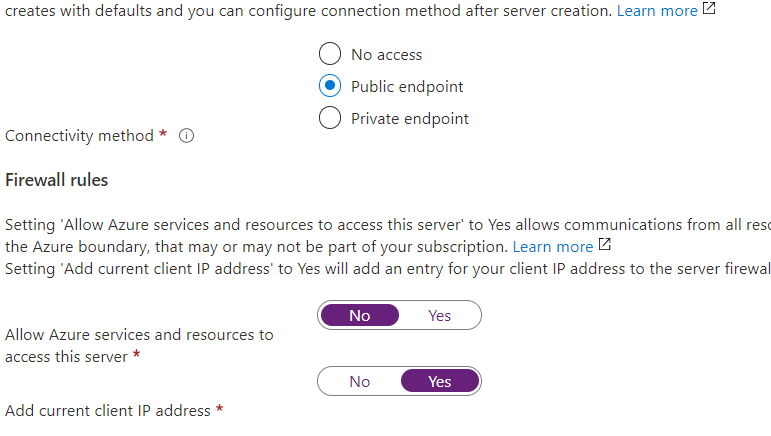 creates with defaults and you can configure connection method after server creation. Learn more
No access
Public endpoint
Private endpoint
Connectivity method *
Firewall rules
Setting 'Allow Azure services and resources to access this server' to Yes allows communications from all
the Azure boundary, that may or may not be part of your subscription. Learn more
Setting 'Add current client IP address' to Yes will add an entry for your client IP address to the server
No Yes
Allow Azure services and resources to
access this server *
No Yes
Add current client IP address *